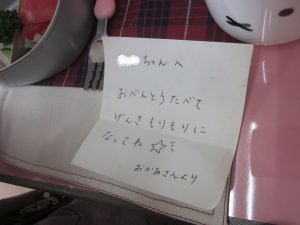 ちゃんへ
おべんとうたべて
げんきもりもりに
なってね☆
おかあさんより